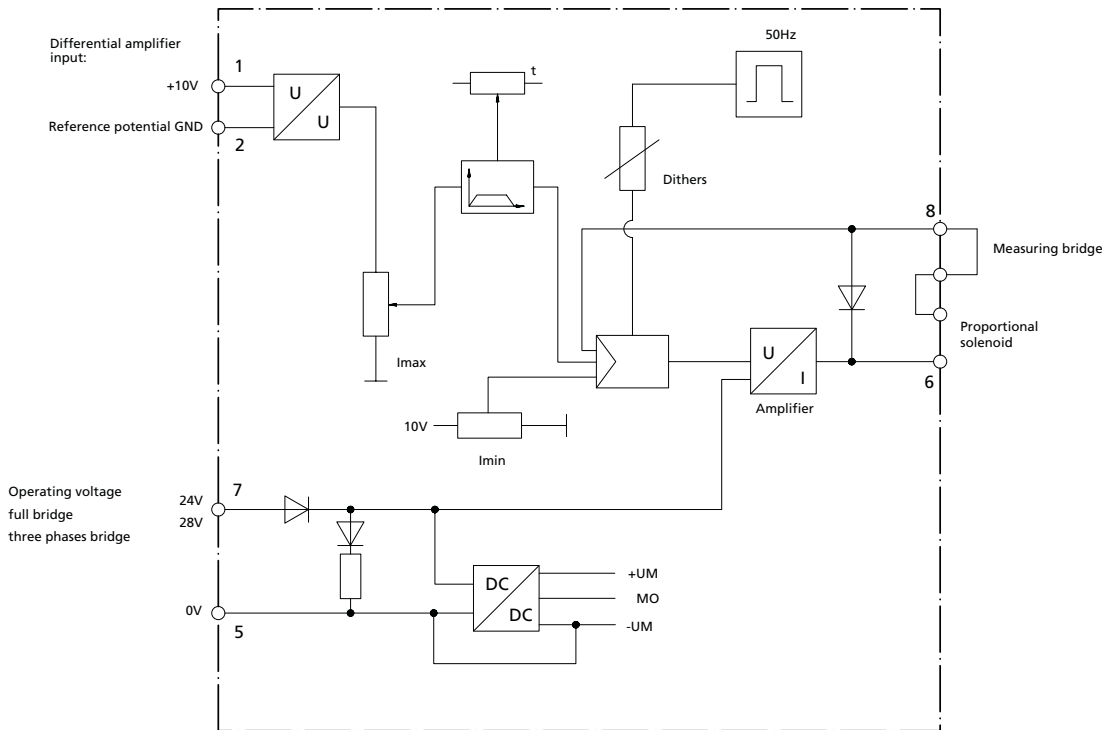 Differential amplifier
input:
1
+10V
U
U
Reference potential GND
2
t
50Hz
Dithers
8
Measuring bridge
Proportional
solenoid
Imax
U
I
6
Amplifier
10V
Imin
Operating voltage
full bridge
three phases bridge
24V
28V
7
DC
DC
+UM
MO
-UM
0V
5